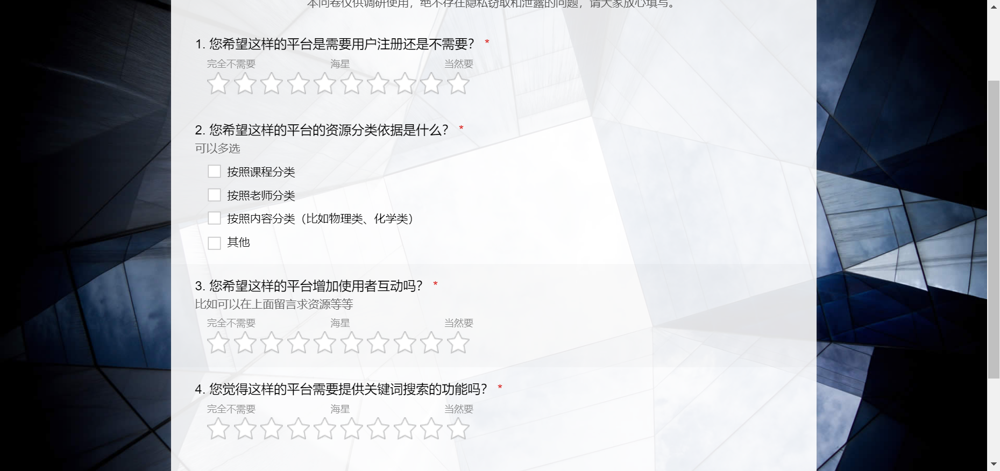 本问卷仅供调研使用，绝不存在隐私窃取和泄露的问题，请大家放心填写。
1. 您希望这样的平台是需要用户注册还是不需要？ *
完全不需要 海星 当然要
2. 您希望这样的平台的资源分类依据是什么？ *
可以多选
按照课程分类
按照老师分类
按照内容分类（比如物理类、化学类）
其他
3. 您希望这样的平台增加使用者互动吗？ *
比如可以在上面留言求资源等等
完全不需要 海星 当然要
4. 您觉得这样的平台需要提供关键词搜索的功能吗？ *
完全不需要 海星 当然要